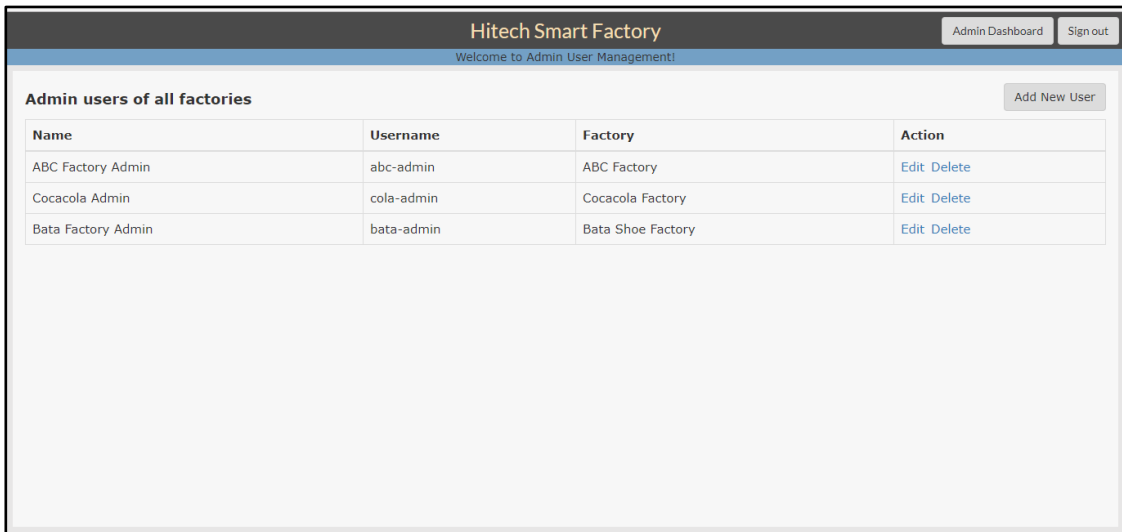 Hitech Smart Factory
Admin Dashboard Sign out
Welcome to Admin User Management!
Admin users of all factories
Add New User
Name Username Factory Action
ABC Factory Admin abc-admin ABC Factory Edit Delete
Cocacola Admin cola-admin Cocacola Factory Edit Delete
Bata Factory Admin bata-admin Bata Shoe Factory Edit Delete